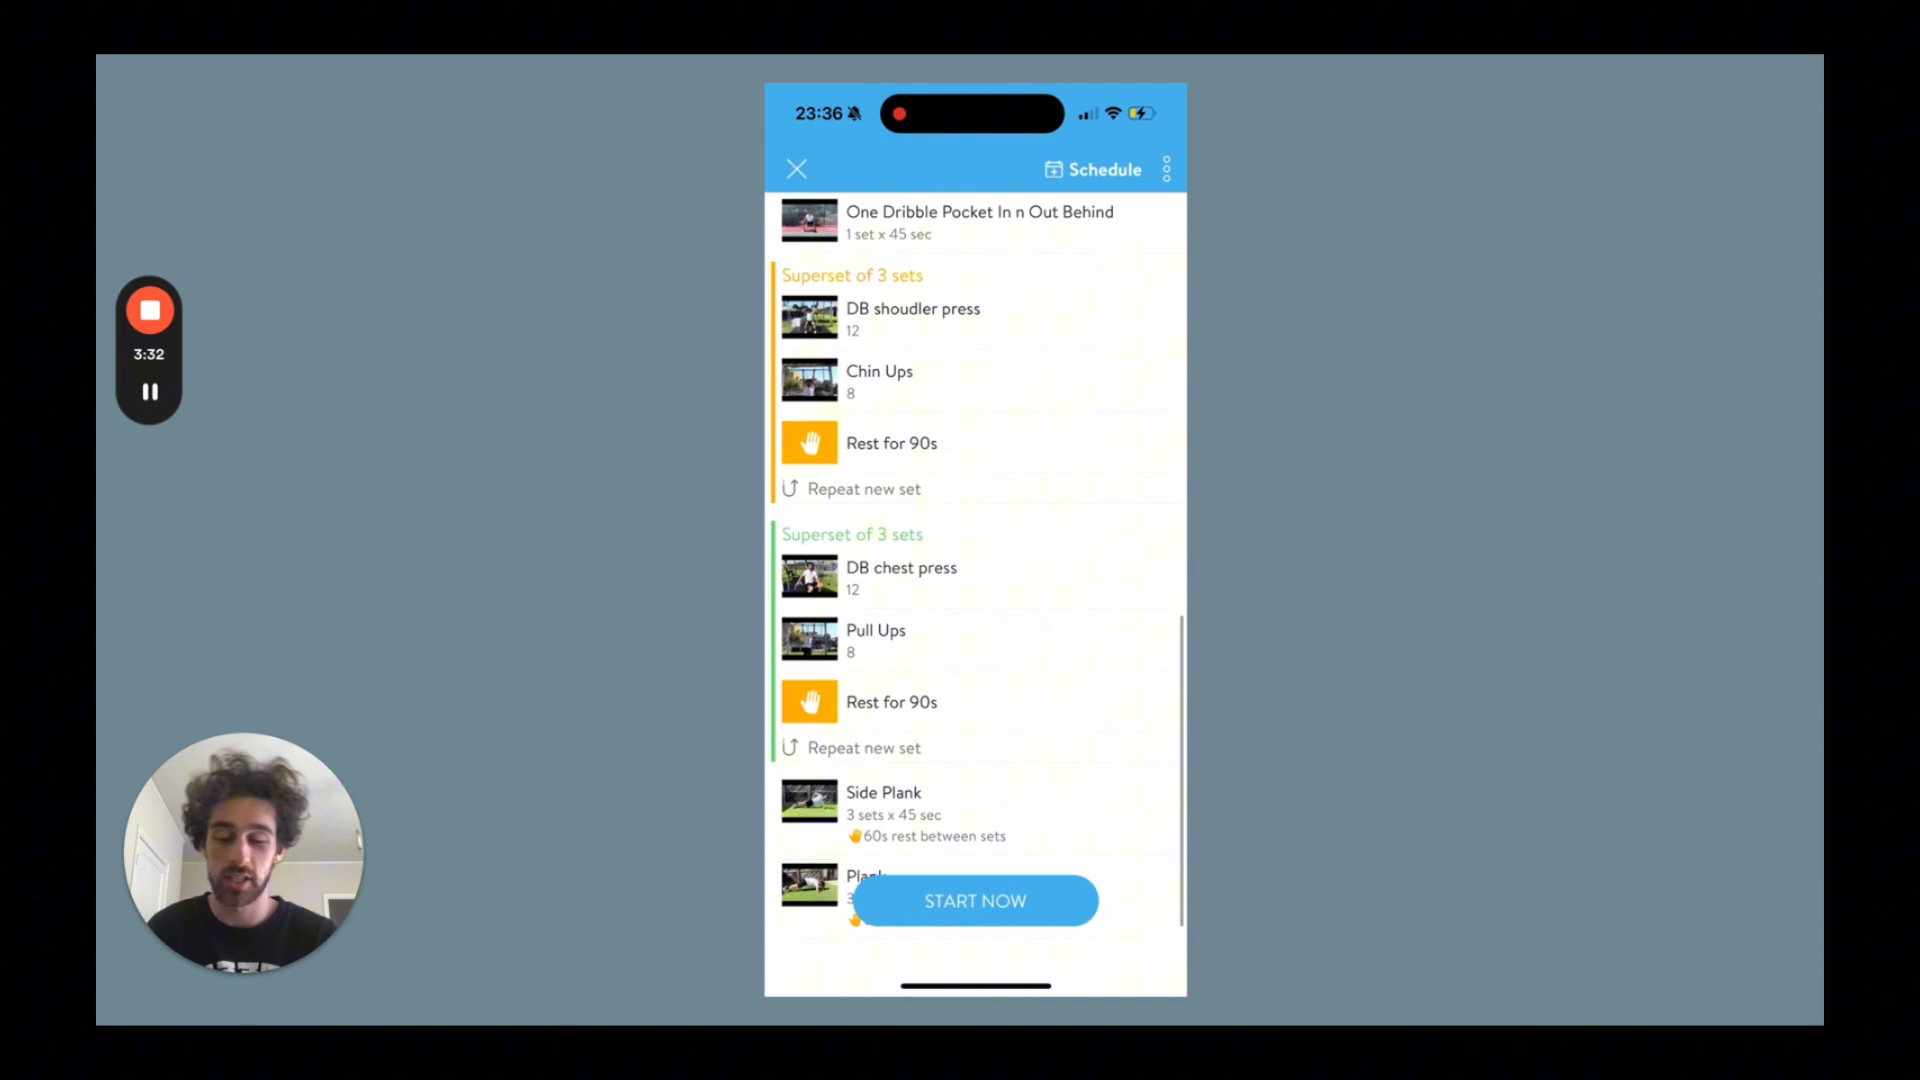 23:36
Schedule
One Dribble Pocket In n Out Behind
1 set x 45 sec
Superset of 3 sets
DB shoudler press
12
Chin Ups
8
Rest for 90s
Repeat new set
Superset of 3 sets
DB chest press
12
Pull Ups
8
Rest for 90s
Repeat new set
Side Plank
3 sets x 45 sec
60s rest between sets
Plank
3
START NOW
3:32